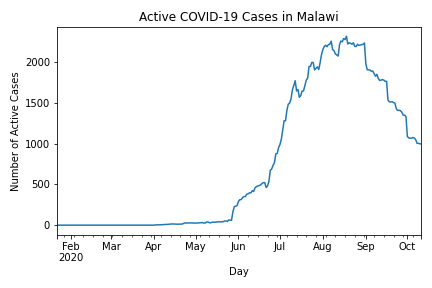 Active COVID-19 Cases in Malawi
Number of Active Cases
2000
1500
1000
500
0
Feb Mar Apr May Jun Jul Aug Sep Oct
2020
Day